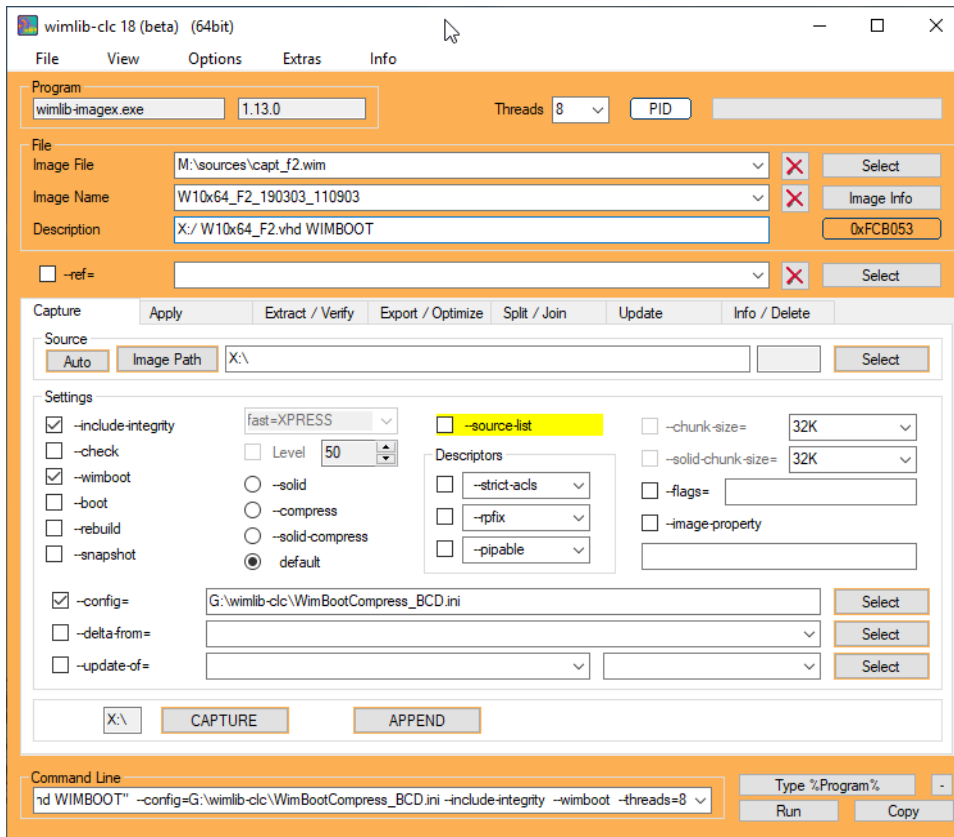 wimlib-clc 18 (beta) (64bit)
File View Options Extras Info
Program
wimlib-imagex.exe 1.13.0 Threads 8 PID
File
Image File M:\sources\capt_f2.wim Select
Image Name W10x64_F2_190303_110903 Image Info
Description X:/ W10x64_F2.vhd WIMBOOT 0xFCB053
--ref= Select
Capture Apply Extract / Verify Export / Optimize Split / Join Update Info / Delete
Source
Auto Image Path X:\ Select
Settings
--include-integrity fast=XPRESS --source-list --chunk-size= 32K
--check Level 50 Descriptors --solid-chunk-size= 32K
--wimboot --solid --strict-acls --flags=
--boot --compress --rpfix --image-property
--rebuild --solid-compress --pipable
--snapshot default
--config= G:\wimlib-clc\WimBootCompress_BCD.ini Select
--delta-from= Select
--update-of= Select
X:\ CAPTURE APPEND
Command Line
nd WIMBOOT" --config=G:\wimlib-clc\WimBootCompress_BCD.ini --include-integrity --wimboot --threads=8 Type %Program% -
Run Copy